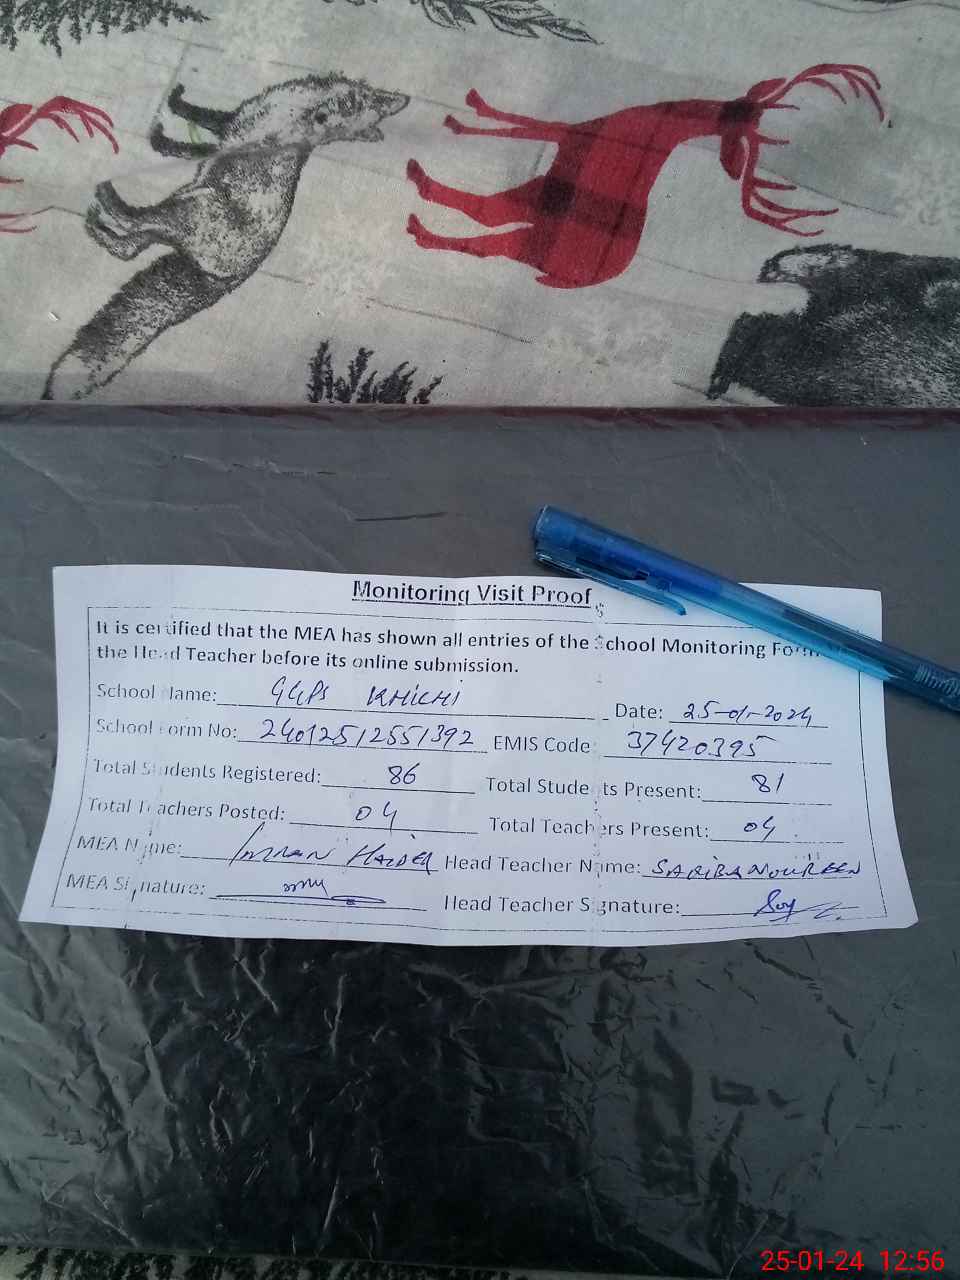 Monitoring Visit Proof
It is certified that the MEA has shown all entries of the School Monitoring Form
the Head Teacher before its online submission.
School Name: GGPS KHICHI Date: 25-01-2024
School Form No: 24012512551392 EMIS Code: 37420395
Total Students Registered: 86 Total Students Present: 81
Total Teachers Posted: 04 Total Teachers Present: 04
MEA Name: Imran Haider Head Teacher Name: SARIBA NOUREEN
MEA Signature: Head Teacher Signature:
25-01-24 12:56